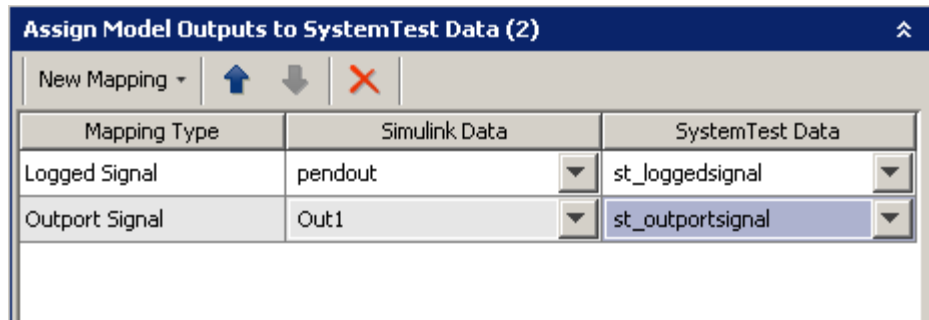 Assign Model Outputs to SystemTest Data (2)
New Mapping
Mapping Type Simulink Data SystemTest Data
Logged Signal pendout st_loggedsignal
Outport Signal Out1 st_outportsignal